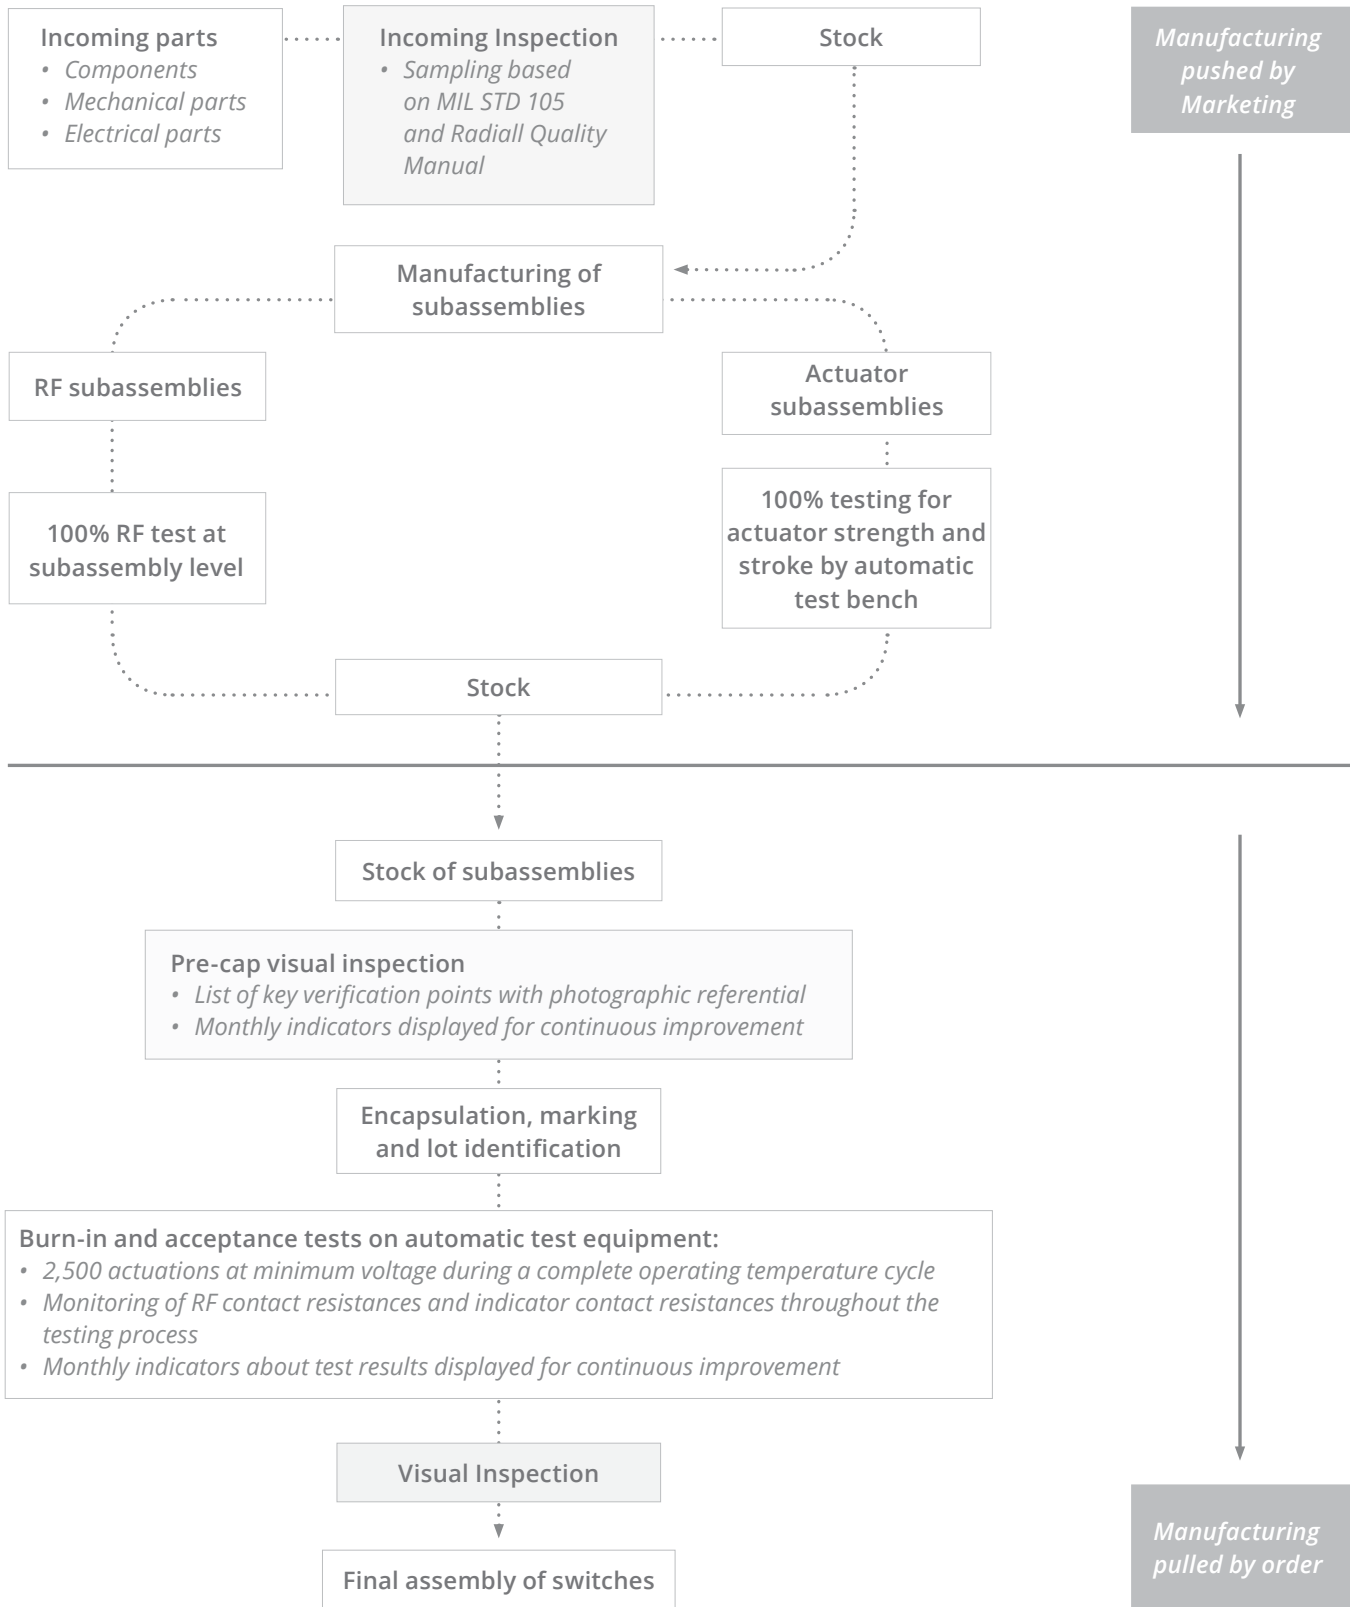 Incoming parts
• Components
• Mechanical parts
• Electrical parts
Incoming Inspection
• Sampling based
on MIL STD 105
and Radiall Quality
Manual
Stock
Manufacturing
pushed by
Marketing
Manufacturing of
subassemblies
RF subassemblies
Actuator
subassemblies
100% RF test at
subassembly level
100% testing for
actuator strength and
stroke by automatic
test bench
Stock
Stock of subassemblies
Pre-cap visual inspection
• List of key verification points with photographic referential
• Monthly indicators displayed for continuous improvement
Encapsulation, marking
and lot identification
Burn-in and acceptance tests on automatic test equipment:
• 2,500 actuations at minimum voltage during a complete operating temperature cycle
• Monitoring of RF contact resistances and indicator contact resistances throughout the
testing process
• Monthly indicators about test results displayed for continuous improvement
Visual Inspection
Final assembly of switches
Manufacturing
pulled by order